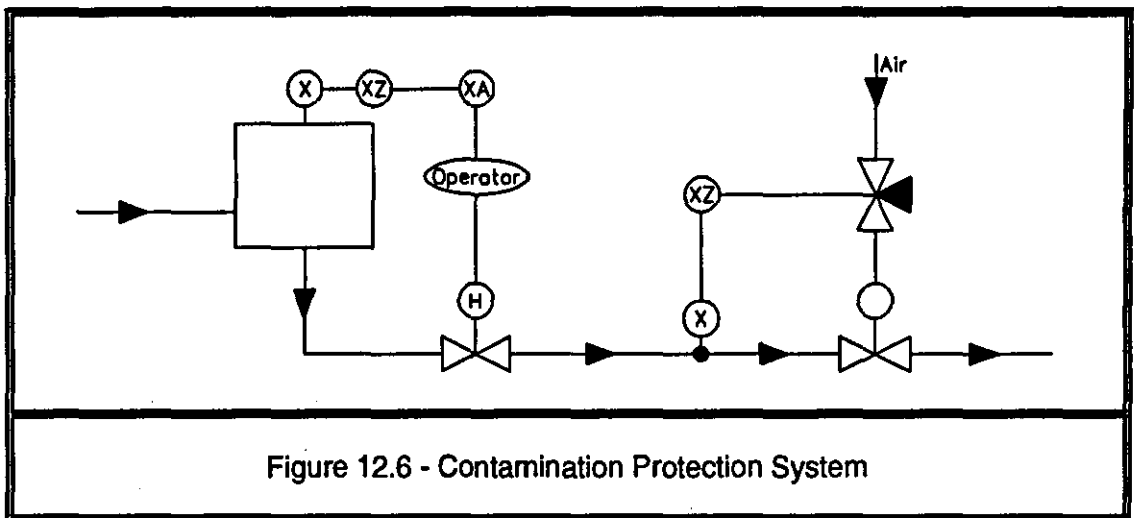 Air
X
XZ
XA
Operator
XZ
H
X
Figure 12.6 - Contamination Protection System